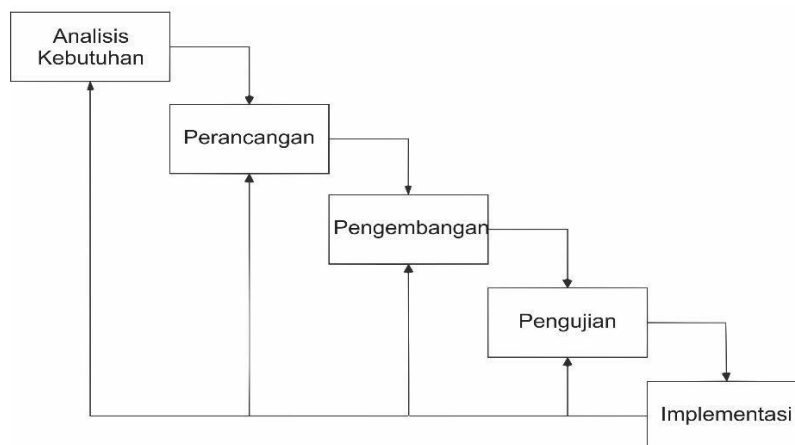 Analisis
Kebutuhan
Perancangan
Pengembangan
Pengujian
Implementasi